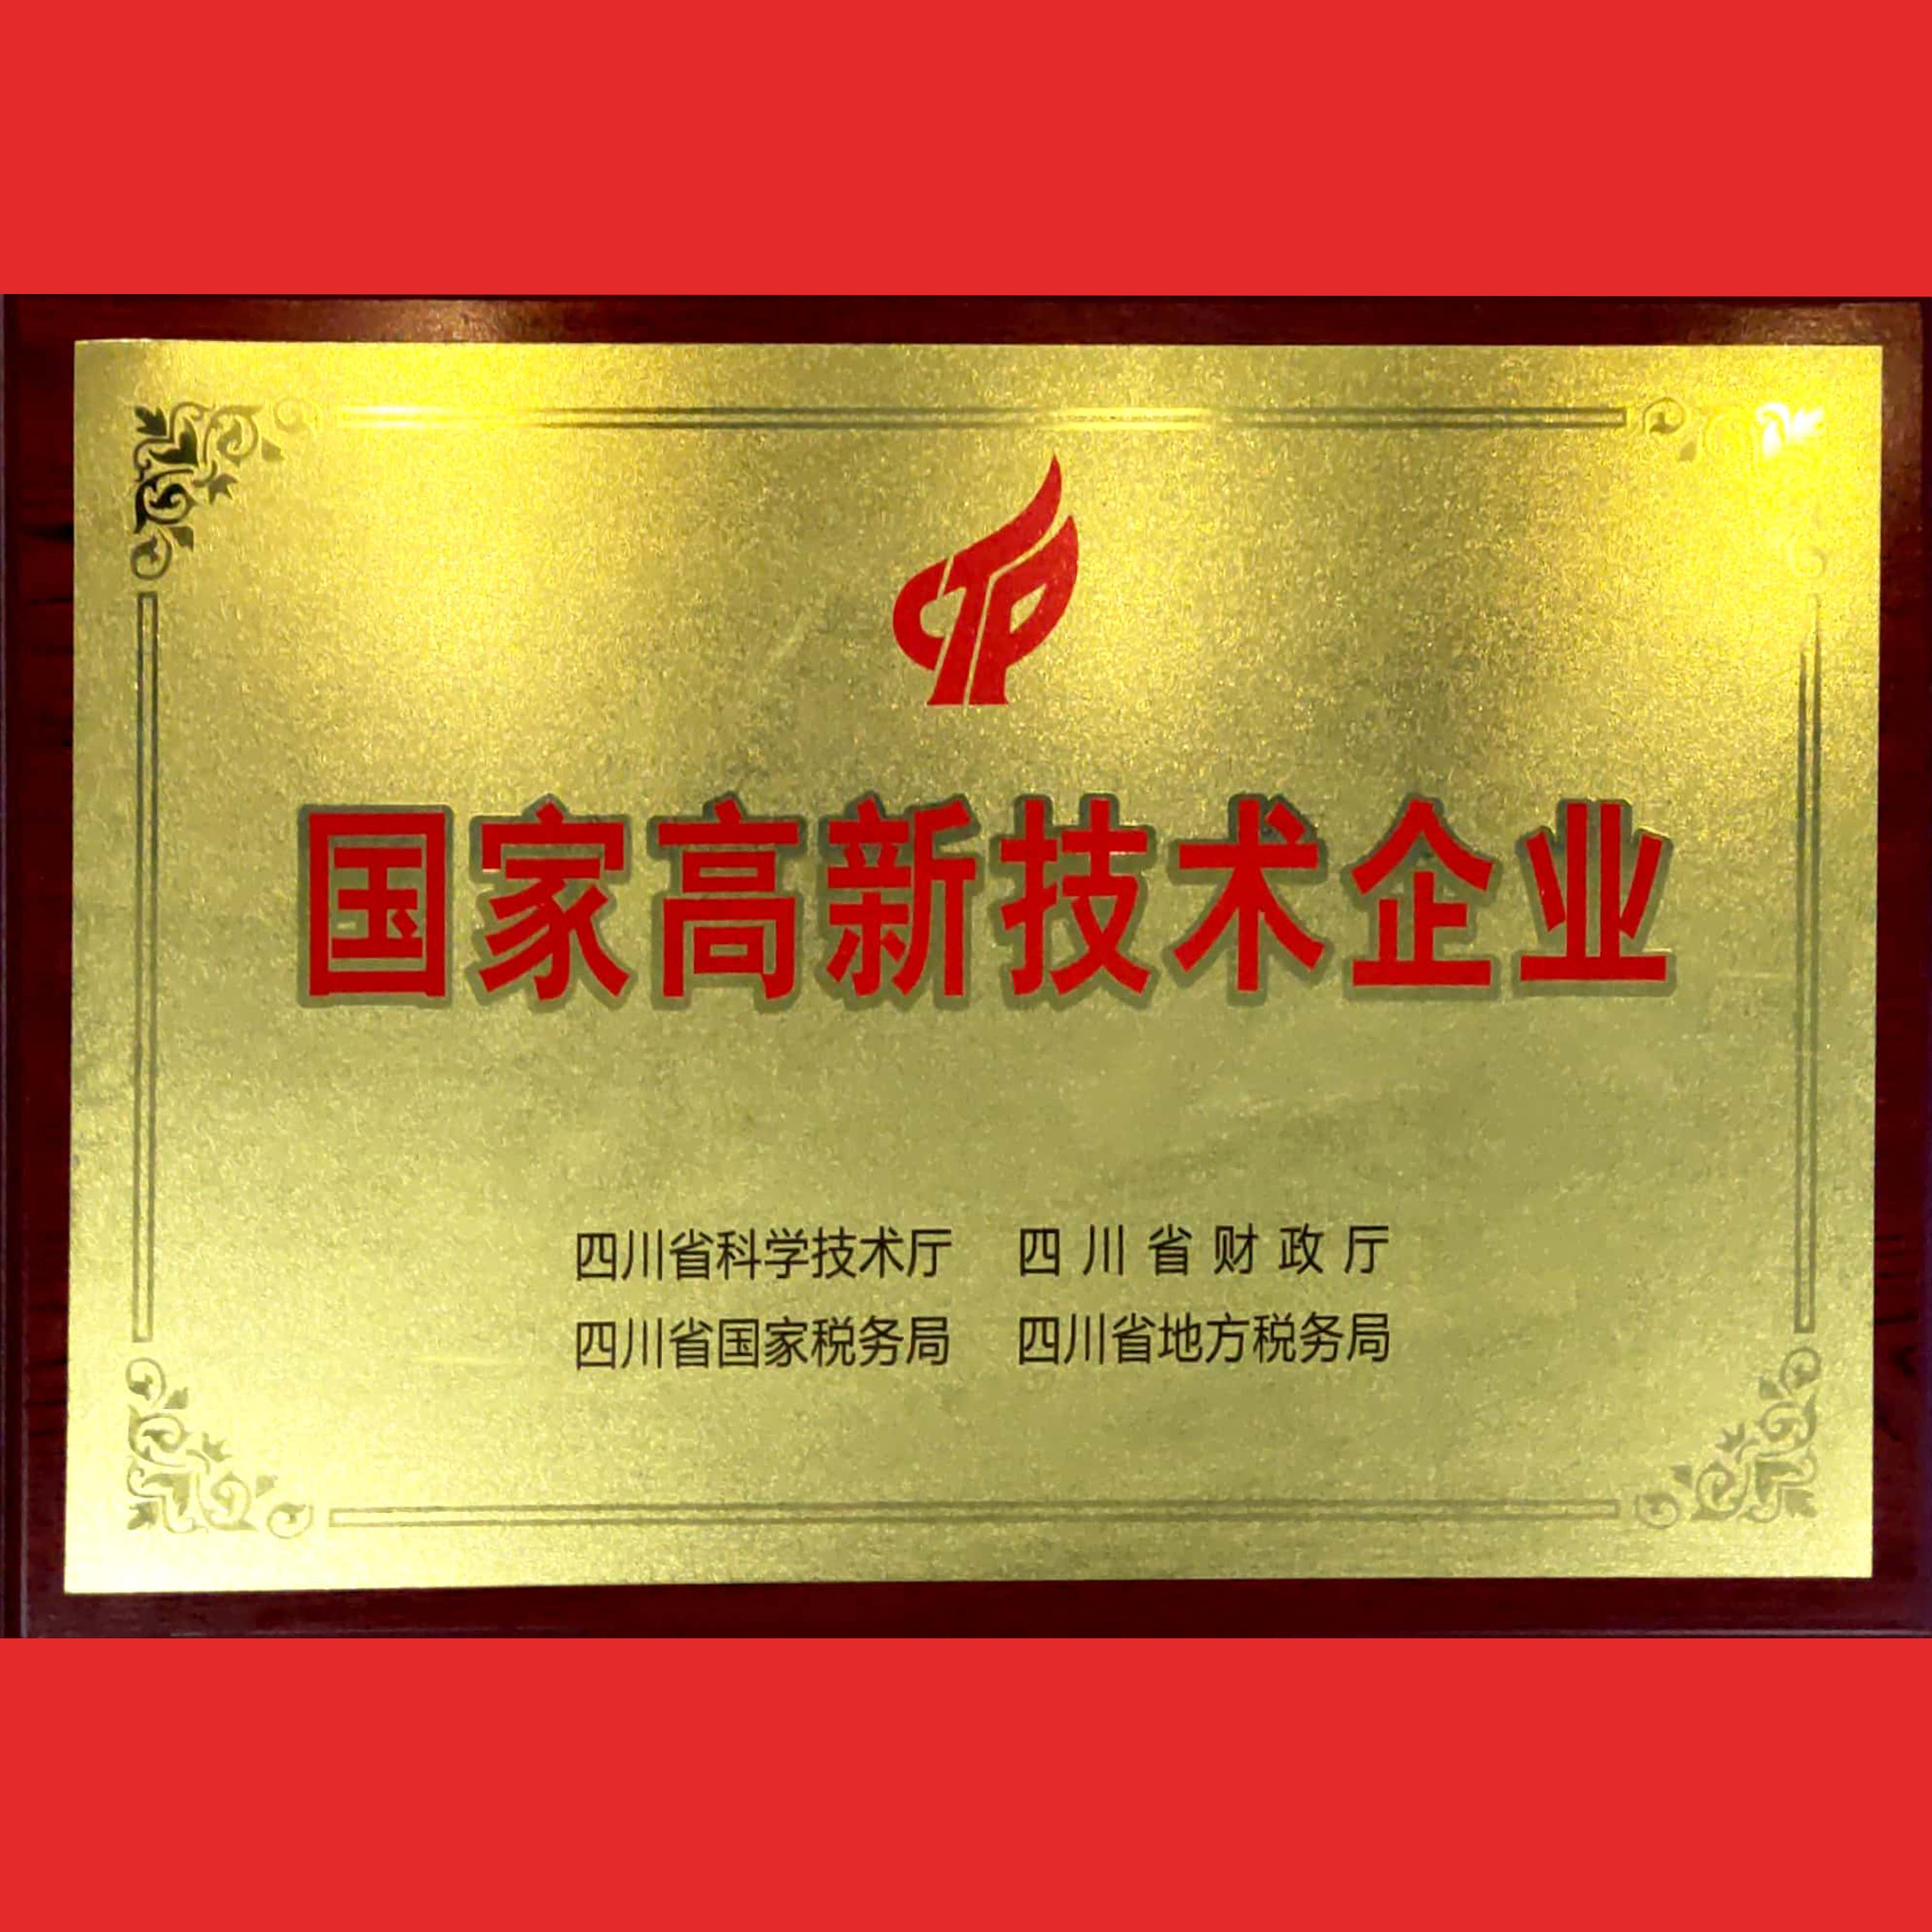 国家高新技术企业
四川省科学技术厅 四川省财政厅
四川省国家税务局 四川省地方税务局